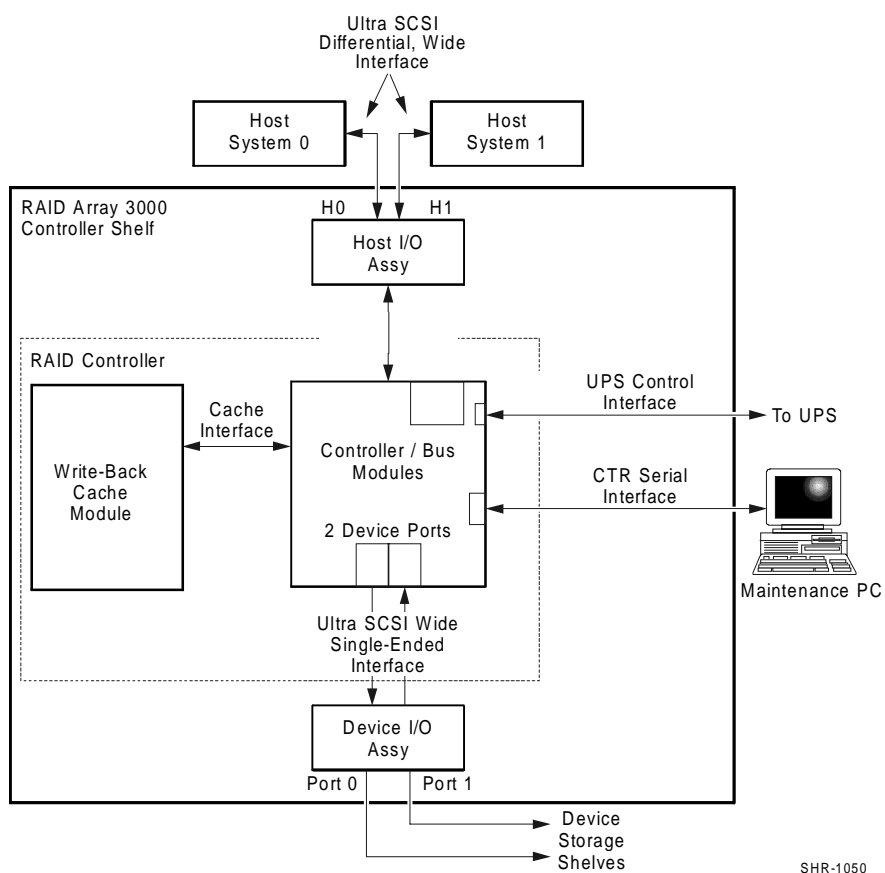 Ultra SCSI
Differential, Wide
Interface
Host
System 0
Host
System 1
RAID Array 3000
Controller Shelf
H0
H1
Host I/O
Assy
RAID Controller
Write-Back
Cache
Module
Cache
Interface
Controller / Bus
Modules
2 Device Ports
UPS Control
Interface
To UPS
CTR Serial
Interface
Maintenance PC
Ultra SCSI Wide
Single-Ended
Interface
Device I/O
Assy
Port 0
Port 1
Device
Storage
Shelves
SHR-1050